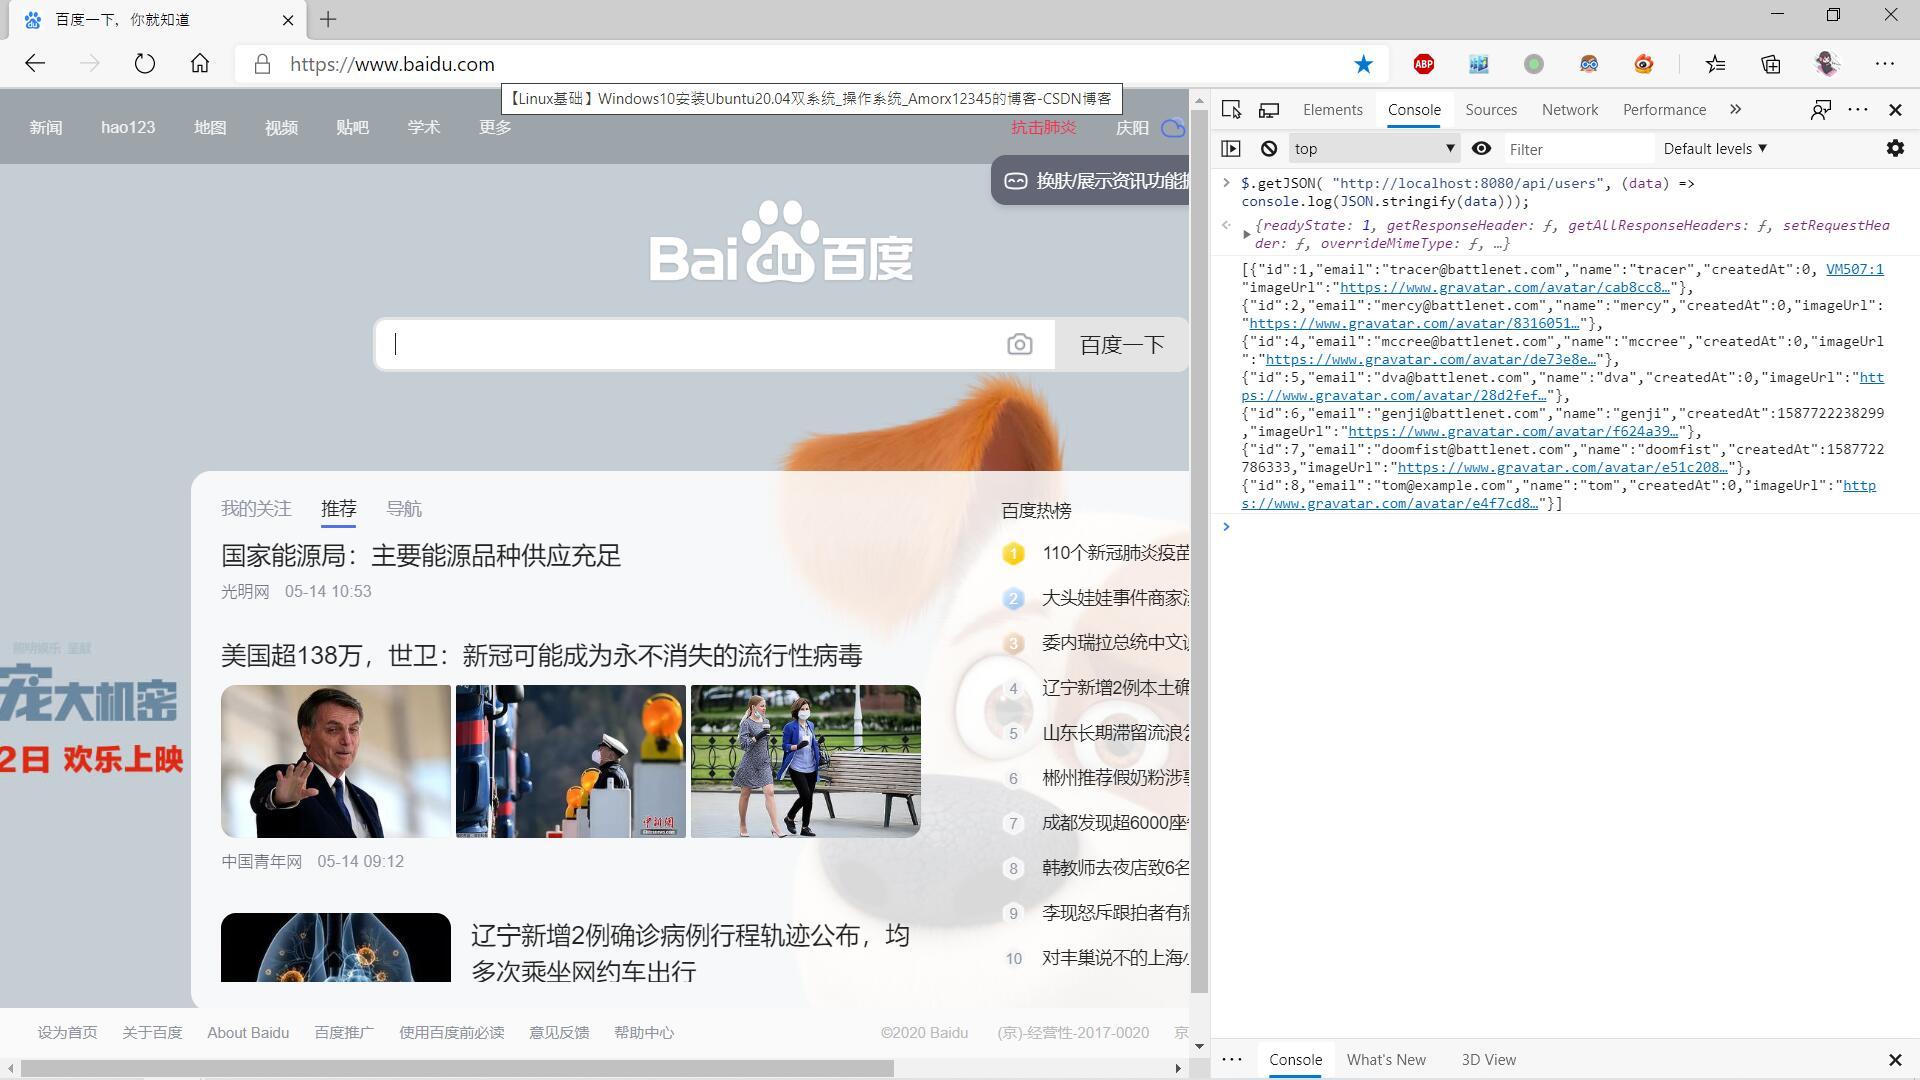 百度一下，你就知道
https://www.baidu.com
ABP
【Linux基础】Windows10安装Ubuntu20.04双系统_操作系统_Amorx12345的博客-CSDN博客
新闻 hao123 地图 视频 贴吧 学术 更多 抗击肺炎 庆阳
换肤/展示资讯功能
Bai du 百度
百度一下
我的关注 推荐 导航
国家能源局：主要能源品种供应充足
光明网 05-14 10:53
美国超138万，世卫：新冠可能成为永不消失的流行性病毒
中新网
中国青年网 05-14 09:12
辽宁新增2例确诊病例行程轨迹公布，均
多次乘坐网约车出行
宠大机密
2日 欢乐上映
百度热榜
1 110个新冠肺炎疫苗
2 大头娃娃事件商家
3 委内瑞拉总统中文
4 辽宁新增2例本土确
5 山东长期滞留流浪
6 郴州推荐假奶粉涉
7 成都发现超6000座
8 韩教师去夜店致6名
9 李现怒斥跟拍者有
10 对丰巢说不的上海
设为首页 关于百度 About Baidu 百度推广 使用百度前必读 意见反馈 帮助中心 ©2020 Baidu (京)-经营性-2017-0020 京
Elements Console Sources Network Performance
top Filter Default levels
$.getJSON( "http://localhost:8080/api/users", (data) =>
console.log(JSON.stringify(data)));
{readyState: 1, getResponseHeader: ƒ, getAllResponseHeaders: ƒ, setRequestHea
der: ƒ, overrideMimeType: ƒ, …}
[{"id":1,"email":"tracer@battlenet.com","name":"tracer","createdAt":0, VM507:1
"imageUrl":"https://www.gravatar.com/avatar/cab8cc8…"},
{"id":2,"email":"mercy@battlenet.com","name":"mercy","createdAt":0,"imageUrl":
"https://www.gravatar.com/avatar/8316051…"},
{"id":4,"email":"mccree@battlenet.com","name":"mccree","createdAt":0,"imageUrl
":"https://www.gravatar.com/avatar/de73e8e…"},
{"id":5,"email":"dva@battlenet.com","name":"dva","createdAt":0,"imageUrl":"htt
ps://www.gravatar.com/avatar/28d2fef…"},
{"id":6,"email":"genji@battlenet.com","name":"genji","createdAt":1587722238299
,"imageUrl":"https://www.gravatar.com/avatar/f624a39…"},
{"id":7,"email":"doomfist@battlenet.com","name":"doomfist","createdAt":1587722
786333,"imageUrl":"https://www.gravatar.com/avatar/e51c208…"},
{"id":8,"email":"tom@example.com","name":"tom","createdAt":0,"imageUrl":"http
s://www.gravatar.com/avatar/e4f7cd8…"}]
Console What's New 3D View